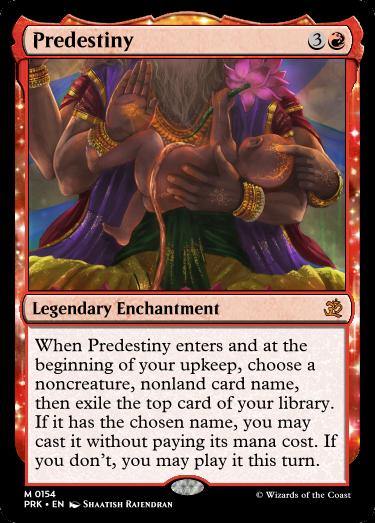 Predestiny 3
Legendary Enchantment
When Predestiny enters and at the
beginning of your upkeep, choose a
noncreature, nonland card name,
then exile the top card of your library.
If it has the chosen name, you may
cast it without paying its mana cost. If
you don't, you may play it this turn.
M 0154
PRK • EN Shaatish Rajendran © Wizards of the Coast